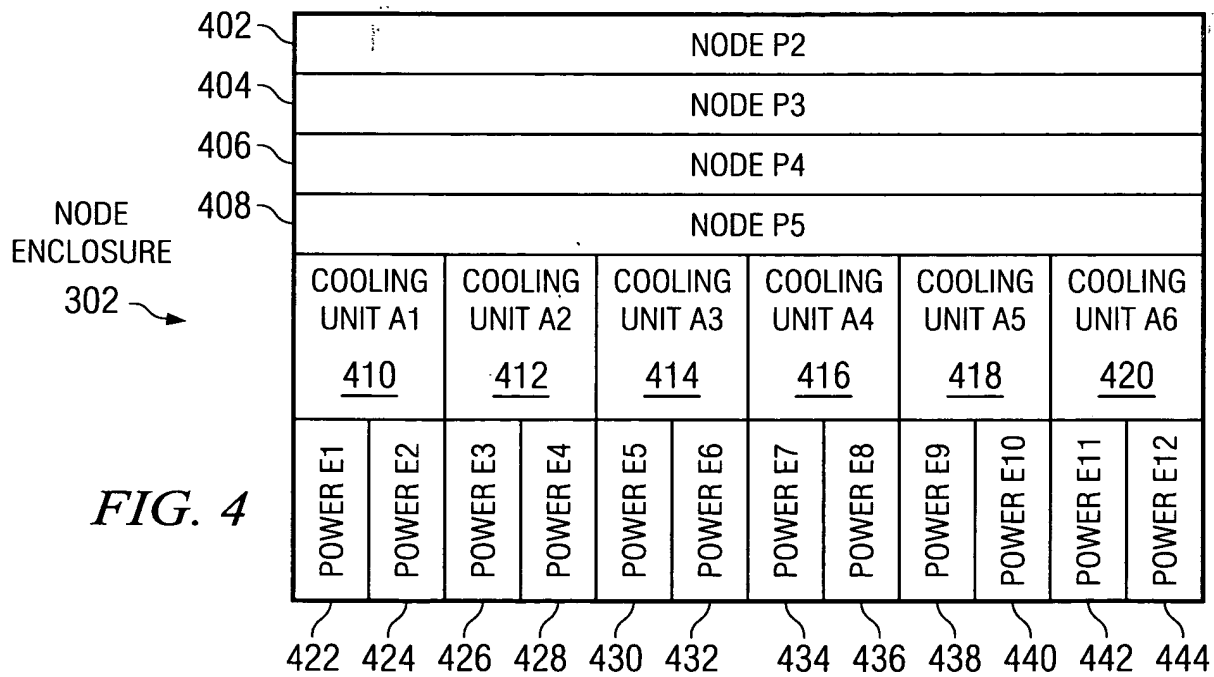 402
NODE P2
404
NODE P3
406
NODE P4
408
NODE P5
NODE
ENCLOSURE
302
COOLING
UNIT A1
410
COOLING
UNIT A2
412
COOLING
UNIT A3
414
COOLING
UNIT A4
416
COOLING
UNIT A5
418
COOLING
UNIT A6
420
FIG. 4
POWER E1
POWER E2
POWER E3
POWER E4
POWER E5
POWER E6
POWER E7
POWER E8
POWER E9
POWER E10
POWER E11
POWER E12
422 424 426 428 430 432 434 436 438 440 442 444